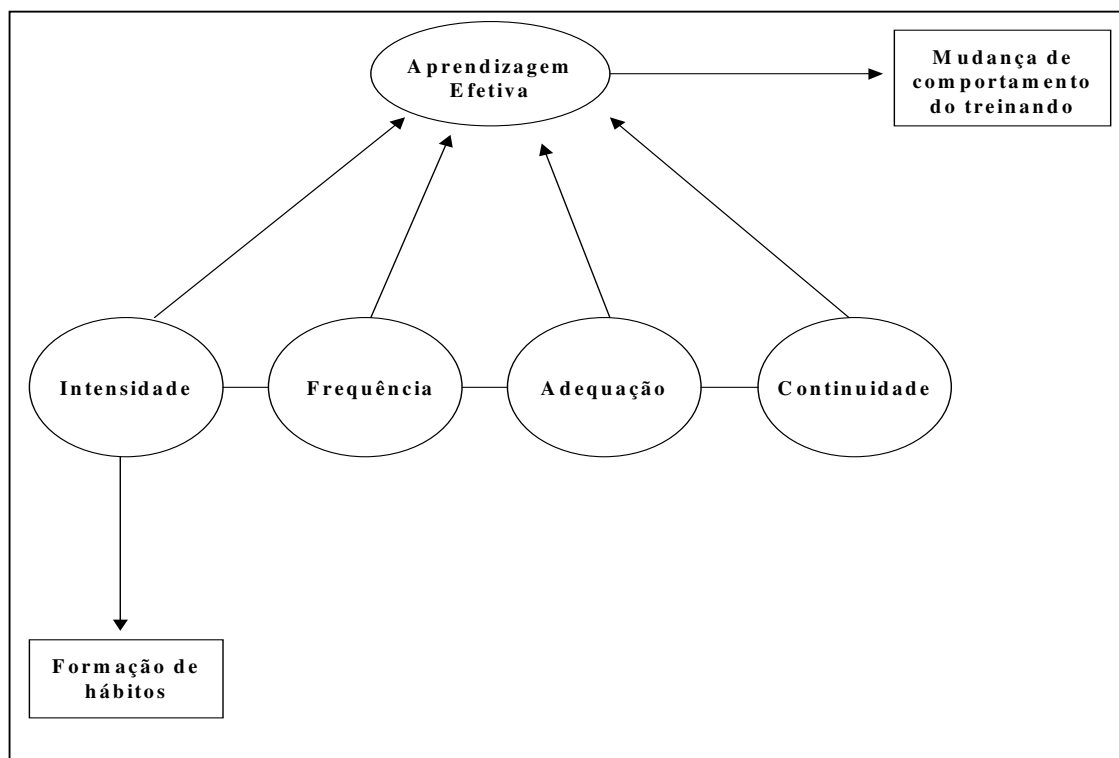 Aprendizagem
Efetiva
Mudança de
comportamento
do treinando
Intensidade
Frequência
Adequação
Continuidade
Formação de
hábitos